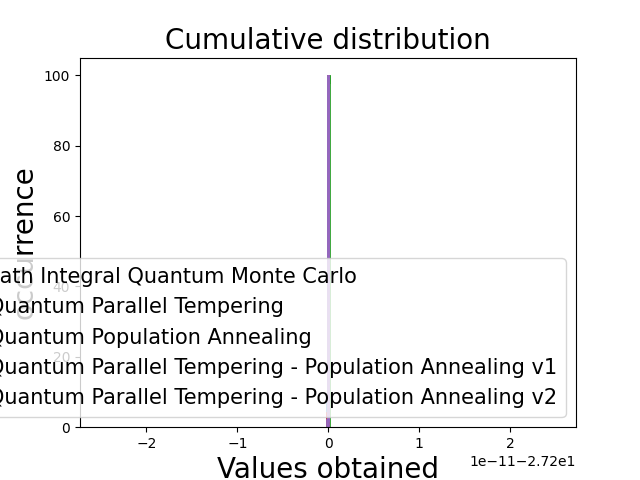 Cumulative distribution
100
80
60
40
20
0
occurrence
ath Integral Quantum Monte Carlo
Quantum Parallel Tempering
Quantum Population Annealing
Quantum Parallel Tempering - Population Annealing v1
Quantum Parallel Tempering - Population Annealing v2
−2
−1
0
1
2
1e−11−2.72e1
Values obtained